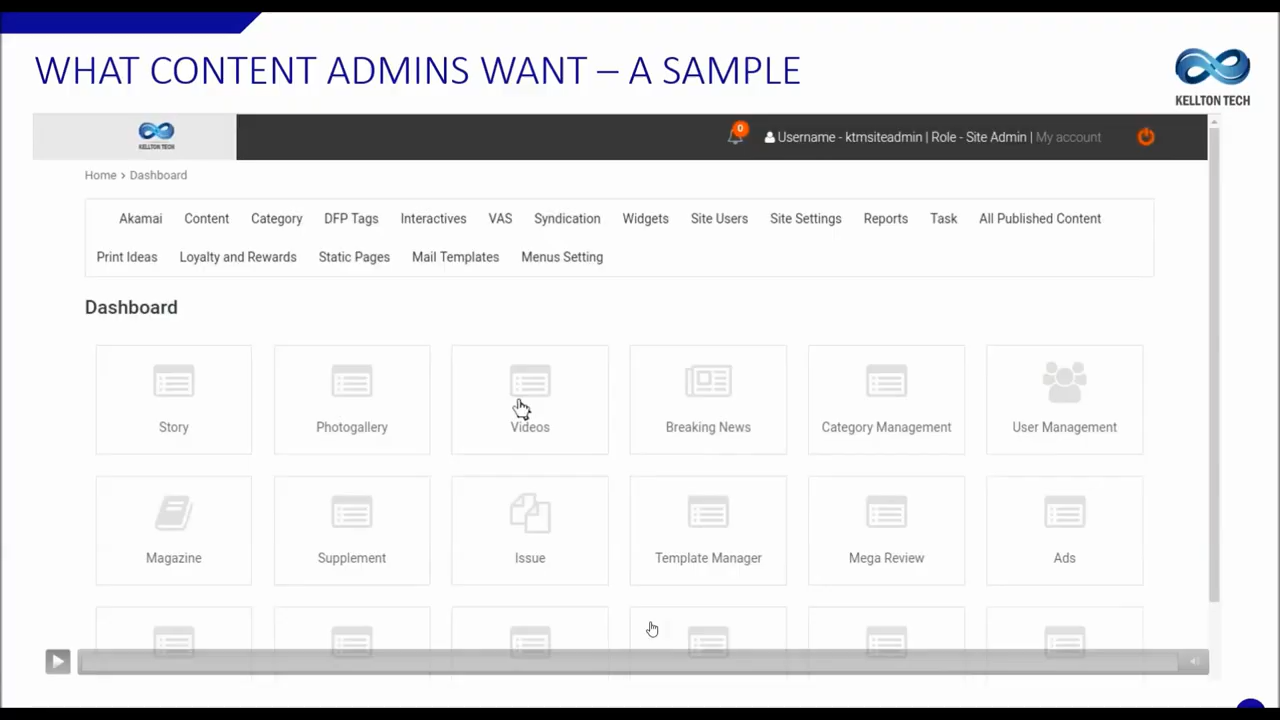 WHAT CONTENT ADMINS WANT – A SAMPLE
KELLTON TECH
KELLTON TECH
0
Username - ktmsiteadmin | Role - Site Admin | My account
Home > Dashboard
Akamai Content Category DFP Tags Interactives VAS Syndication Widgets Site Users Site Settings Reports Task All Published Content
Print Ideas Loyalty and Rewards Static Pages Mail Templates Menus Setting
Dashboard
Story Photogallery Videos Breaking News Category Management User Management
Magazine Supplement Issue Template Manager Mega Review Ads